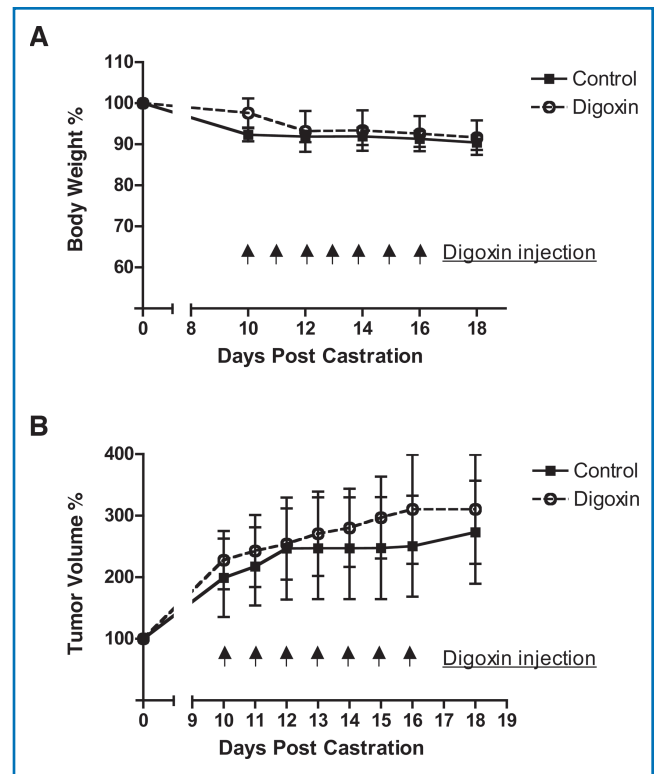 A
110
100
90
80
70
60
Body Weight %
Control
Digoxin
Digoxin injection
0 8 10 12 14 16 18
Days Post Castration
B
400
300
200
100
Tumor Volume %
Control
Digoxin
Digoxin injection
0 9 10 11 12 13 14 15 16 17 18 19
Days Post Castration